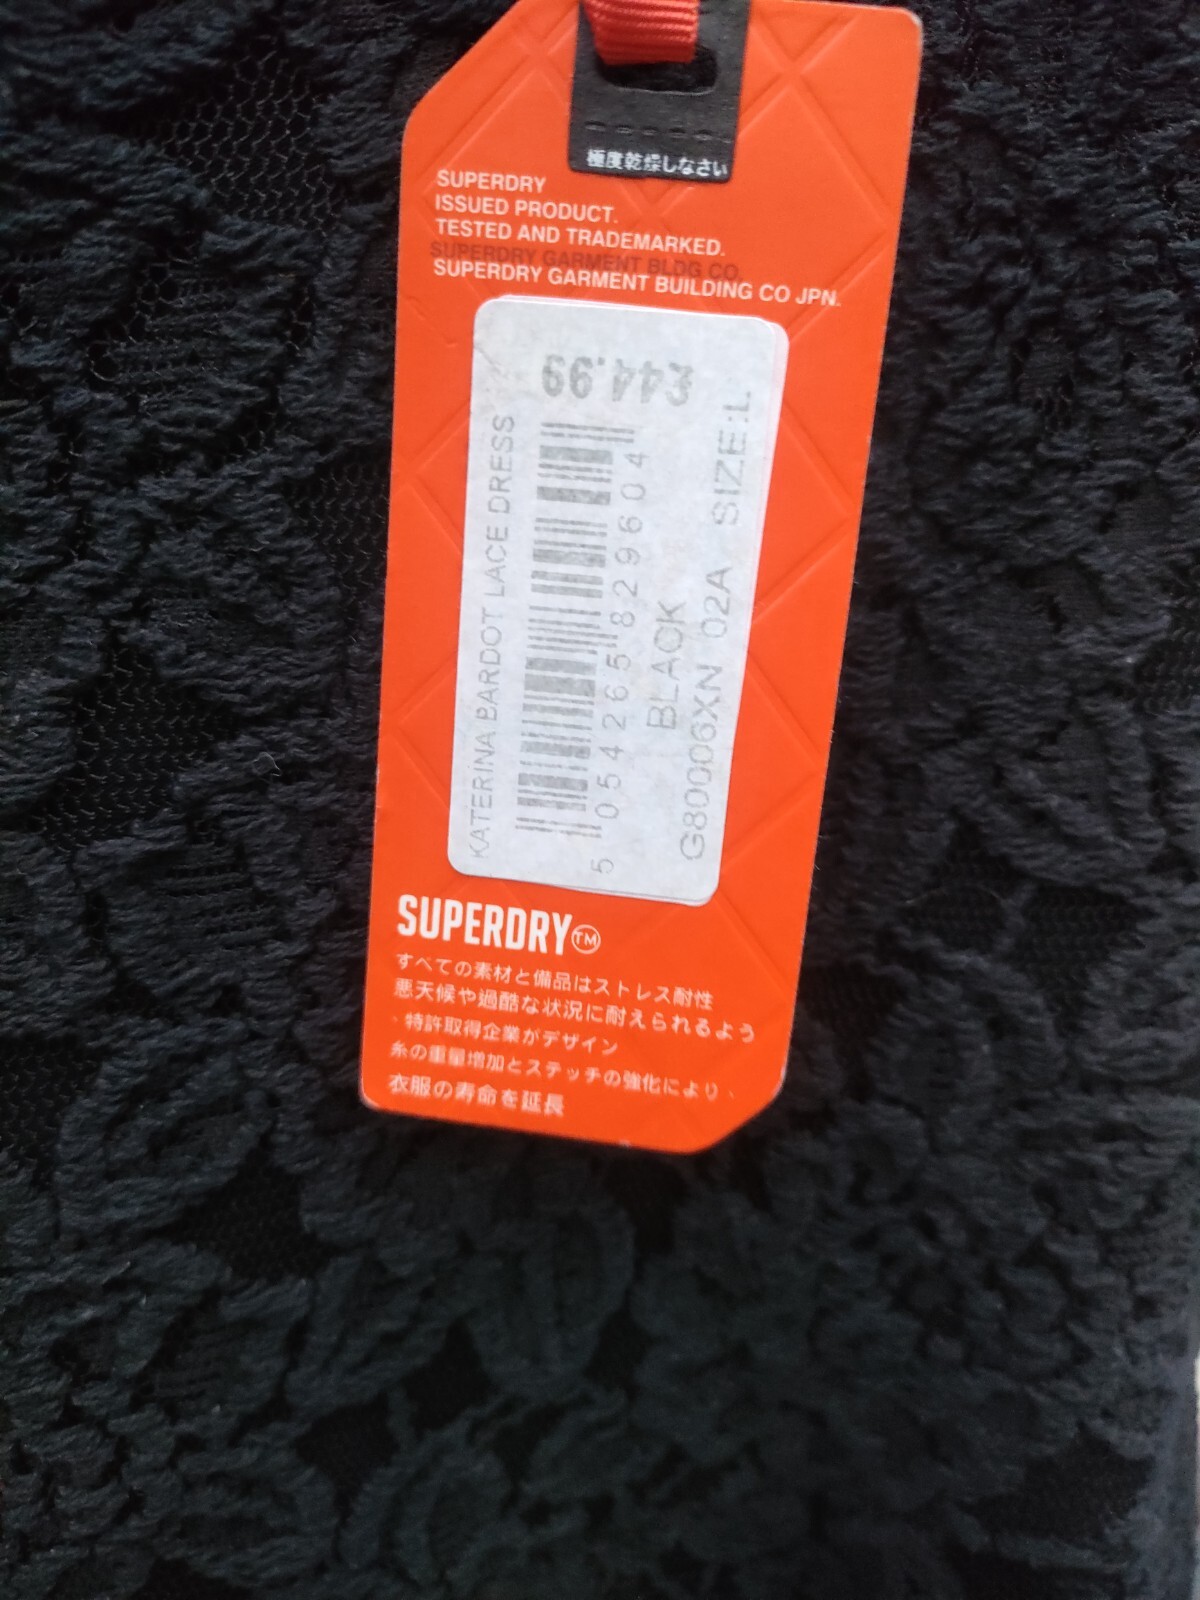 極度乾燥しなさい
SUPERDRY
ISSUED PRODUCT.
TESTED AND TRADEMARKED.
SUPERDRY GARMENT BLDG CO.
SUPERDRY GARMENT BUILDING CO JPN.
£44.99
KATERINA BARDOT LACE DRESS
5 054265 829604
BLACK
G80006XN 02A SIZE:L
SUPERDRY TM
すべての素材と備品はストレス耐性
悪天候や過酷な状況に耐えられるよう
、特許取得企業がデザイン
糸の重量増加とステッチの強化により、
衣服の寿命を延長